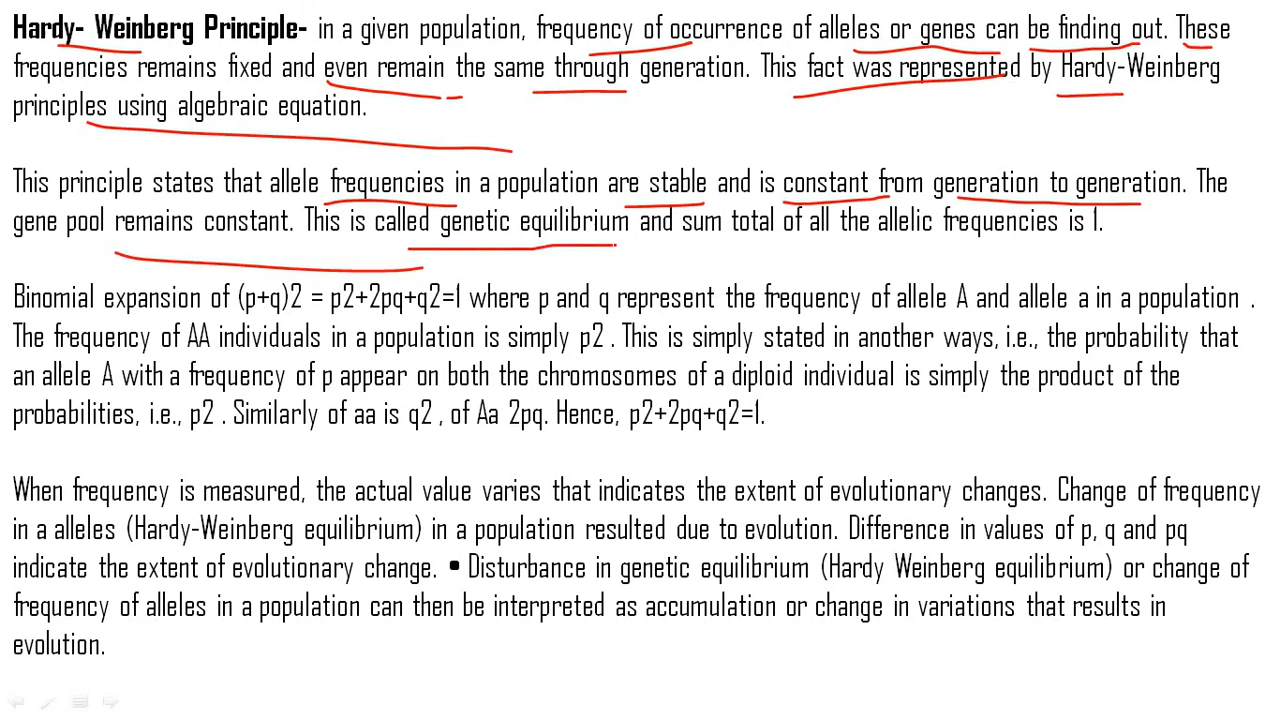 Hardy- Weinberg Principle- in a given population, frequency of occurrence of alleles or genes can be finding out. These
frequencies remains fixed and even remain the same through generation. This fact was represented by Hardy-Weinberg
principles using algebraic equation.
This principle states that allele frequencies in a population are stable and is constant from generation to generation. The
gene pool remains constant. This is called genetic equilibrium and sum total of all the allelic frequencies is 1.
Binomial expansion of (p+q)2 = p2+2pq+q2=1 where p and q represent the frequency of allele A and allele a in a population .
The frequency of AA individuals in a population is simply p2 . This is simply stated in another ways, i.e., the probability that
an allele A with a frequency of p appear on both the chromosomes of a diploid individual is simply the product of the
probabilities, i.e., p2 . Similarly of aa is q2 , of Aa 2pq. Hence, p2+2pq+q2=1.
When frequency is measured, the actual value varies that indicates the extent of evolutionary changes. Change of frequency
in a alleles (Hardy-Weinberg equilibrium) in a population resulted due to evolution. Difference in values of p, q and pq
indicate the extent of evolutionary change. • Disturbance in genetic equilibrium (Hardy Weinberg equilibrium) or change of
frequency of alleles in a population can then be interpreted as accumulation or change in variations that results in
evolution.